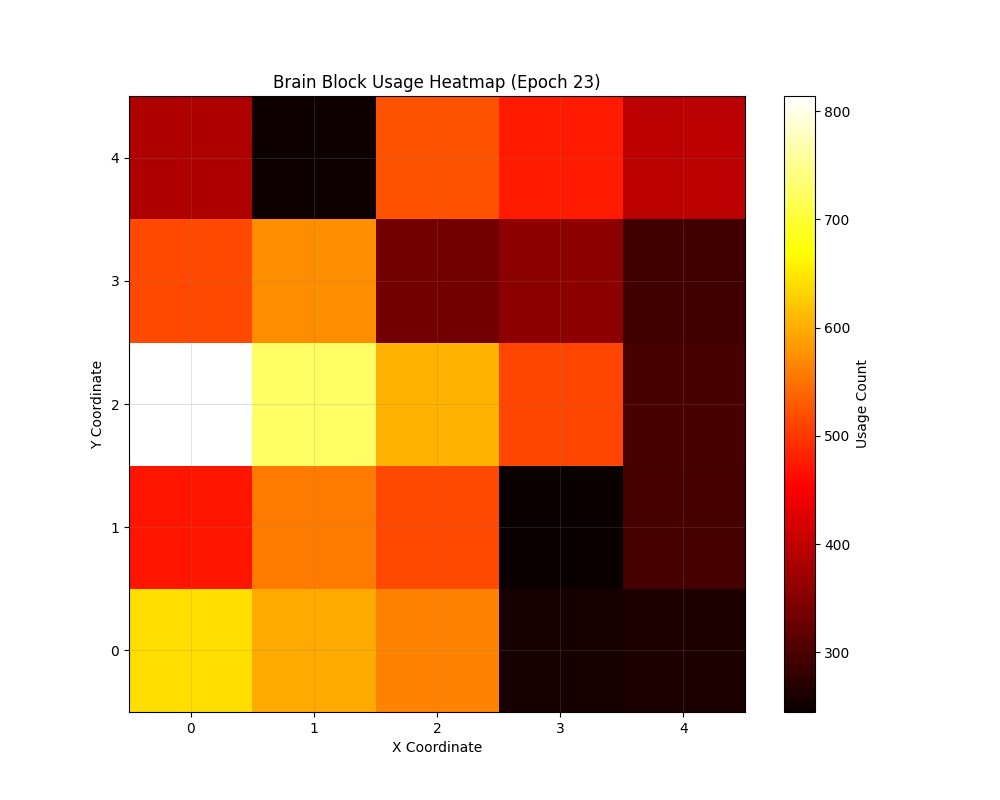 Brain Block Usage Heatmap (Epoch 23)
4
3
2
1
0
Y Coordinate
0 1 2 3 4
X Coordinate
800
700
600
500
400
300
Usage Count